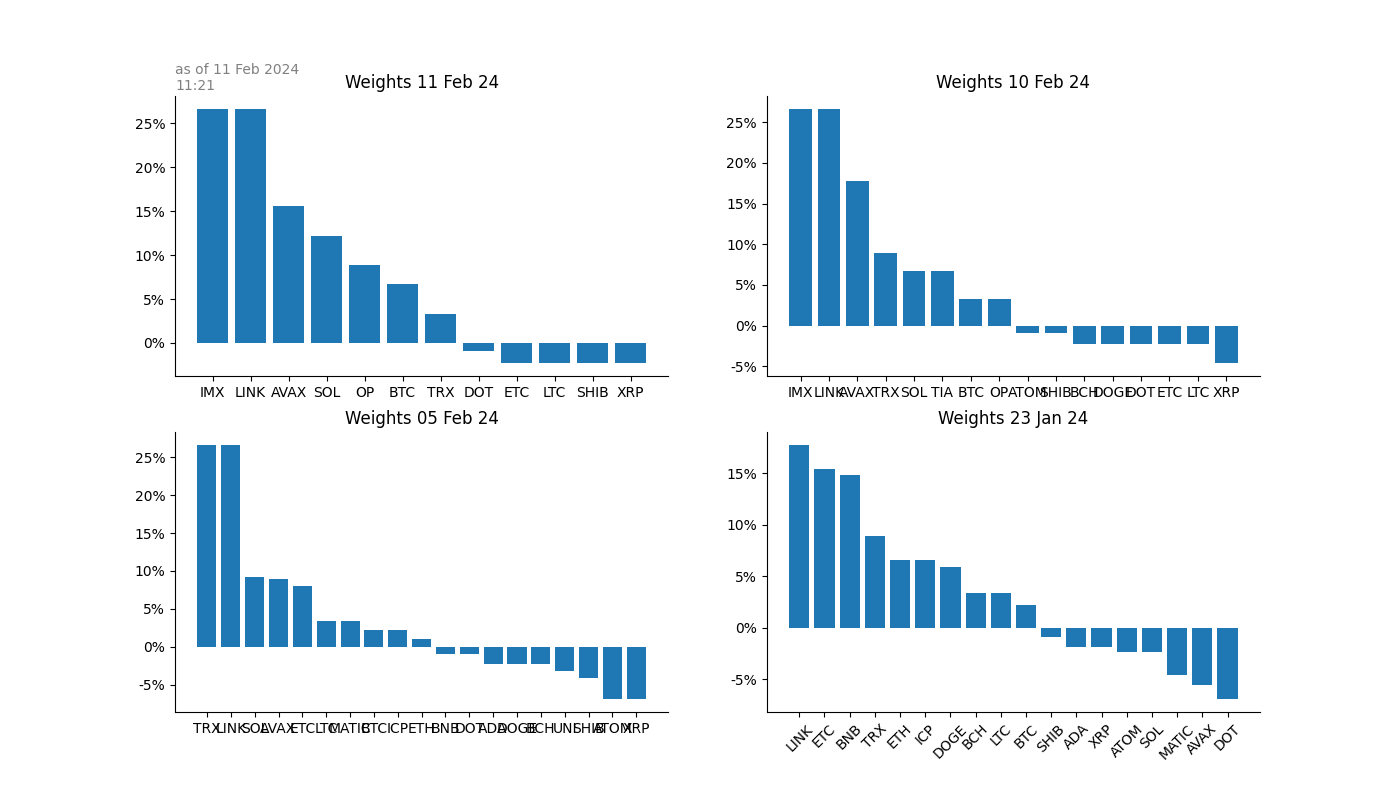 as of 11 Feb 2024
11:21
Weights 11 Feb 24
25%
20%
15%
10%
5%
0%
IMX LINK AVAX SOL OP BTC TRX DOT ETC LTC SHIB XRP
Weights 10 Feb 24
25%
20%
15%
10%
5%
0%
-5%
IMX LINK AVAX TRX SOL TIA BTC OP ATOM SHIB BCH DOGE DOT ETC LTC XRP
Weights 05 Feb 24
25%
20%
15%
10%
5%
0%
-5%
TRX LINK SOL AVAX ETC LTC MATIC BTC ICP ETH BNB DOT ADA DOGE BCH UNI SHIB ATOM XRP
Weights 23 Jan 24
15%
10%
5%
0%
-5%
LINK ETC BNB TRX ETH ICP DOGE BCH LTC BTC SHIB ADA XRP ATOM SOL MATIC AVAX DOT